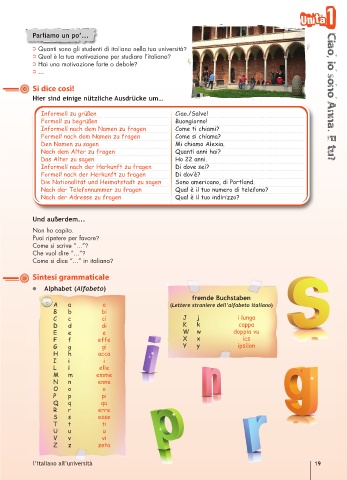 Unità 1
Ciao, io sono Anna. E tu?
Parliamo un po'...
Quanti sono gli studenti di italiano nella tua università?
Qual è la tua motivazione per studiare l'italiano?
Hai una motivazione forte o debole?
...
Si dice così!
Hier sind einige nützliche Ausdrücke um...
Informell zu grüßen Ciao./Salve!
Formell zu begrüßen Buongiorno!
Informell nach dem Namen zu fragen Come ti chiami?
Formell nach dem Namen zu fragen Come si chiama?
Den Namen zu sagen Mi chiamo Alexia.
Nach dem Alter zu fragen Quanti anni hai?
Das Alter zu sagen Ho 22 anni.
Informell nach der Herkunft zu fragen Di dove sei?
Formell nach der Herkunft zu fragen Di dov'è?
Die Nationalität und Heimatstadt zu sagen Sono americano, di Portland.
Nach der Telefonnummer zu fragen Qual è il tuo numero di telefono?
Nach der Adresse zu fragen Qual è il tuo indirizzo?
Und außerdem...
Non ho capito.
Puoi ripetere per favore?
Come si scrive "..."?
Che vuol dire "..."?
Come si dice "..." in italiano?
Sintesi grammaticale
Alphabet (Alfabeto)
A a a
B b bi
C c ci
D d di
E e e
F f effe
G g gi
H h acca
I i i
L l elle
M m emme
N n enne
O o o
P p pi
Q q qu
R r erre
S s esse
T t ti
U u u
V v vi
Z z zeta
fremde Buchstaben
(Lettere straniere dell'alfabeto italiano)
J j i lunga
K k cappa
W w doppia vu
X x ics
Y y ipsilon
S
i
n
g
p
r
l'italiano all'università
19